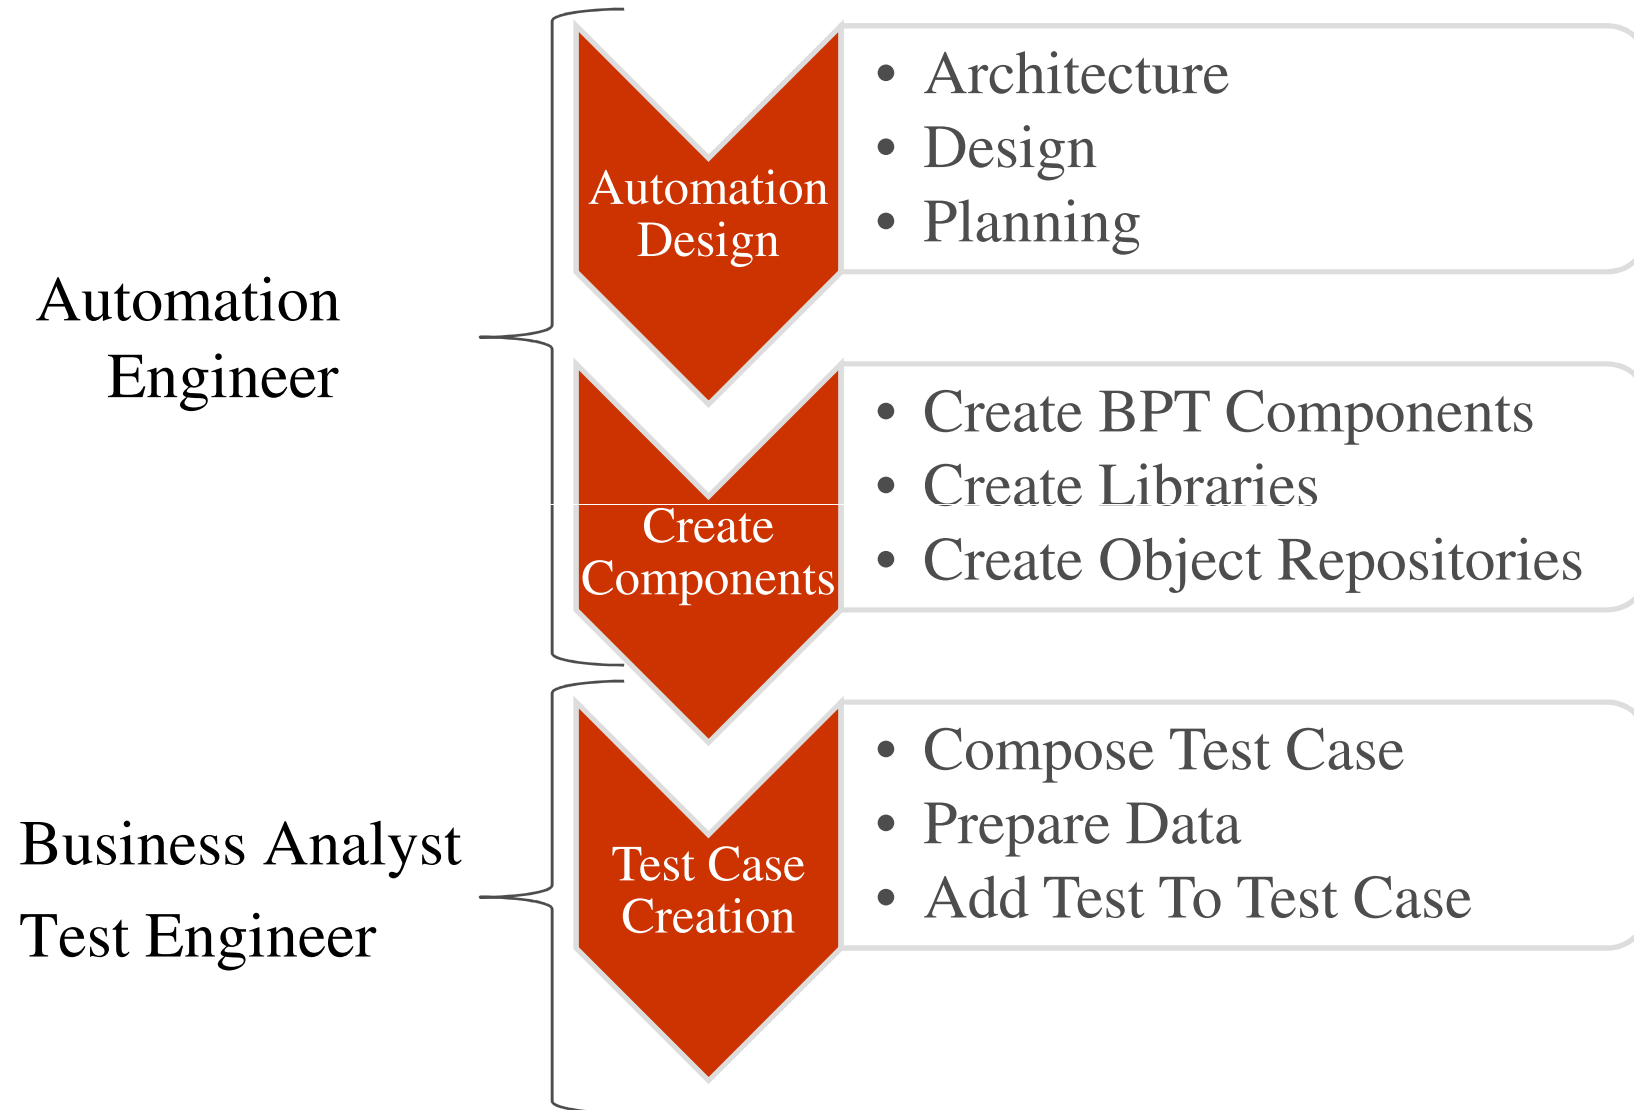 Automation
Engineer
Automation
Design
• Architecture
• Design
• Planning
Create
Components
• Create BPT Components
• Create Libraries
• Create Object Repositories
Business Analyst
Test Engineer
Test Case
Creation
• Compose Test Case
• Prepare Data
• Add Test To Test Case